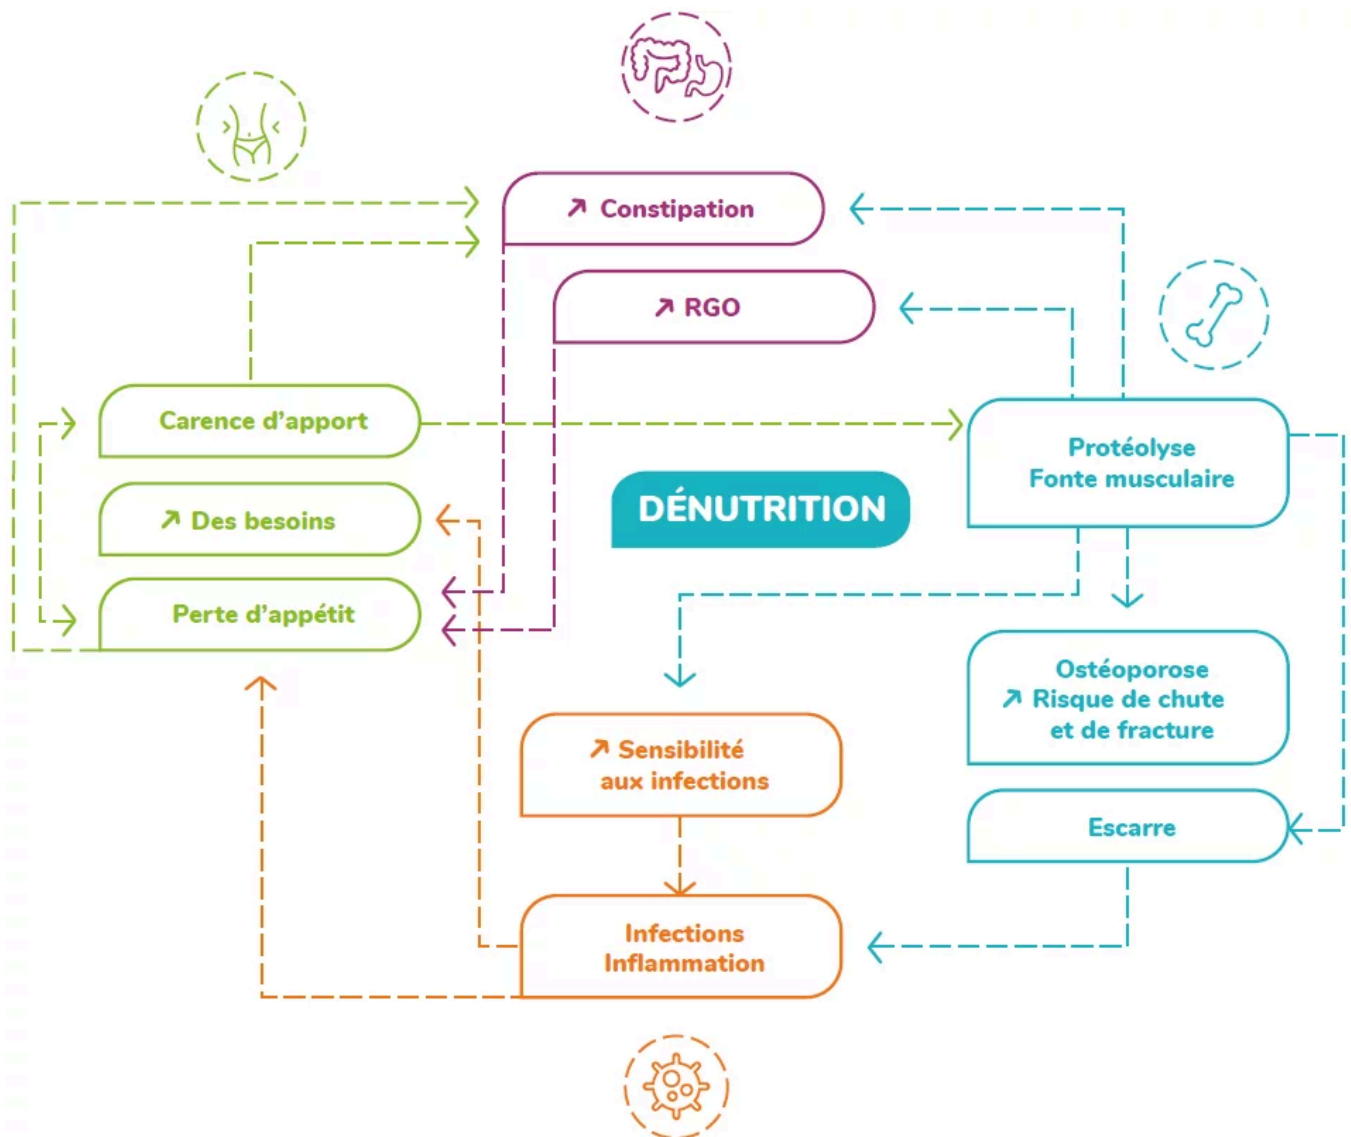 ↗ Constipation
↗ RGO
Carence d'apport
↗ Des besoins
Perte d'appétit
DÉNUTRITION
Protéolyse
Fonte musculaire
Ostéoporose
↗ Risque de chute
et de fracture
Escarre
↗ Sensibilité
aux infections
Infections
Inflammation